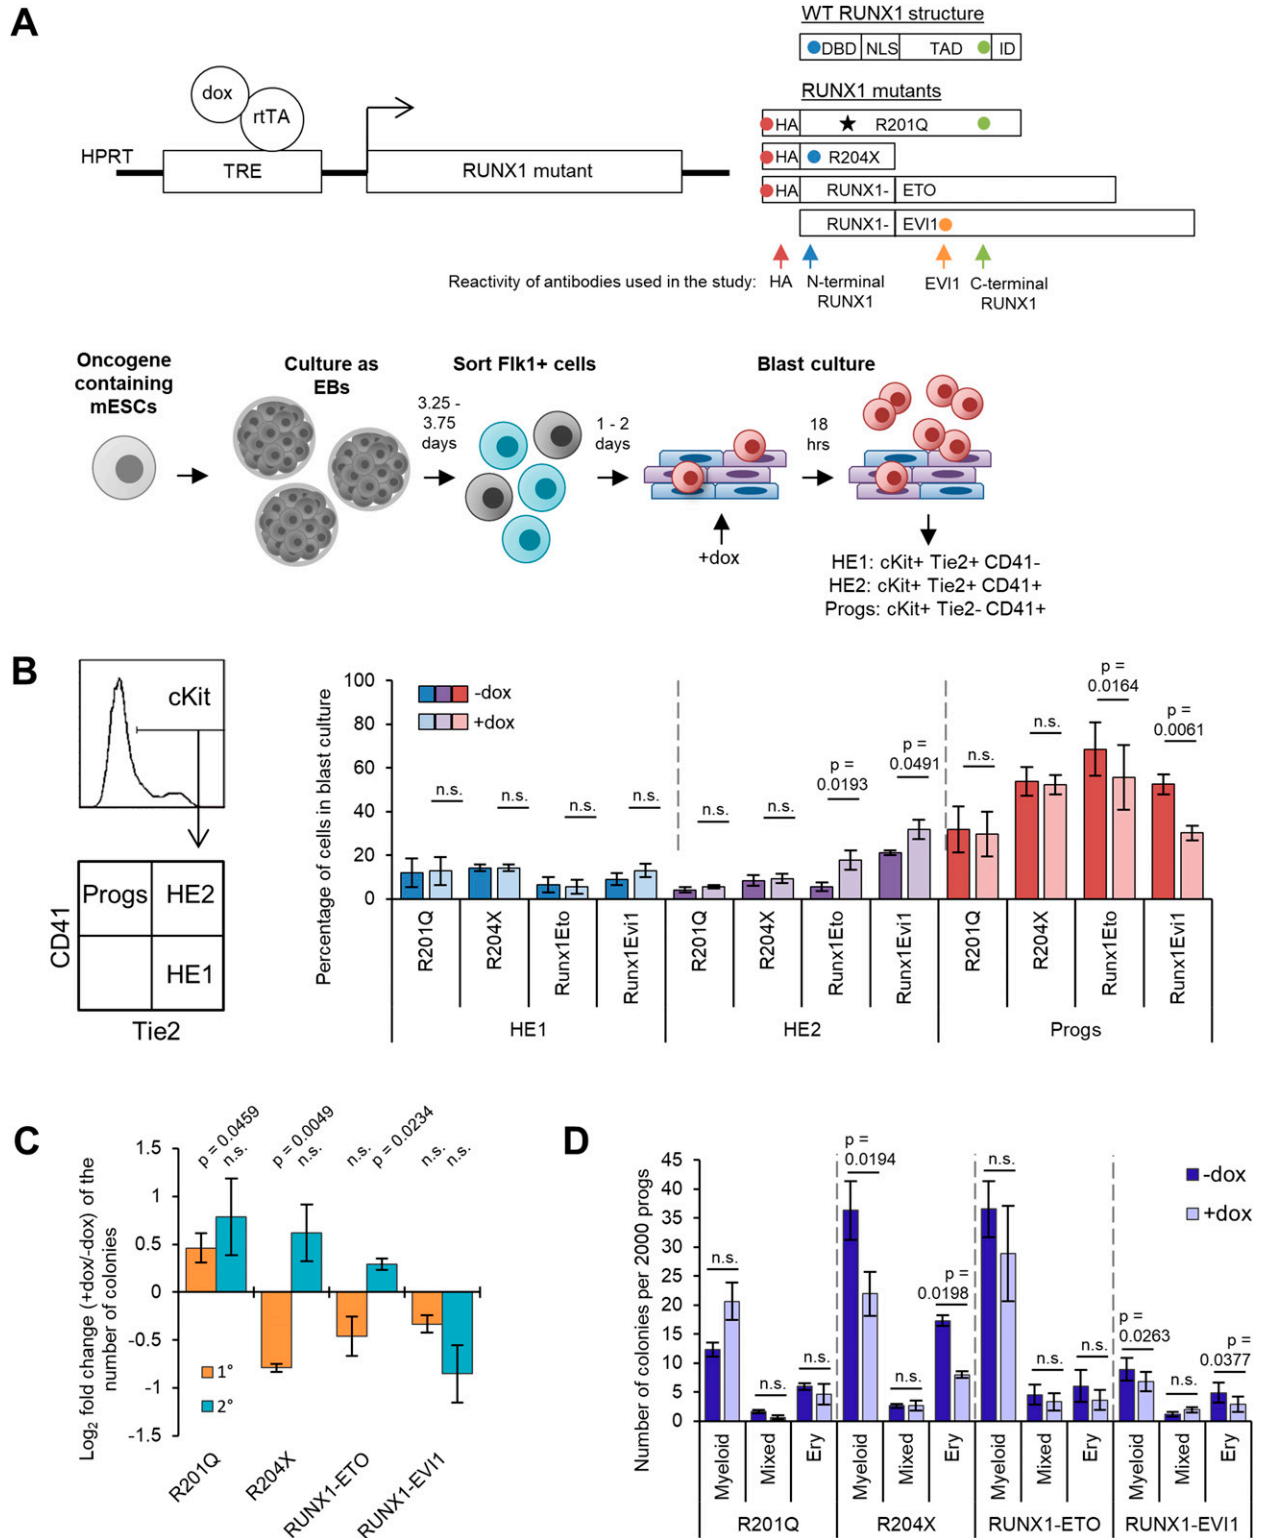 A
WT RUNX1 structure
DBD NLS TAD ID
RUNX1 mutants
HA R201Q
HA R204X
HA RUNX1- ETO
RUNX1- EVI1
dox
rtTA
HPRT
TRE
RUNX1 mutant
Reactivity of antibodies used in the study:
HA
N-terminal
RUNX1
EVI1
C-terminal
RUNX1
Oncogene
containing
mESCs
Culture as
EBs
3.25 -
3.75
days
Sort Flk1+ cells
1 - 2
days
Blast culture
18
hrs
+dox
HE1: cKit+ Tie2+ CD41-
HE2: cKit+ Tie2+ CD41+
Progs: cKit+ Tie2- CD41+
B
cKit
Progs
HE2
HE1
CD41
Tie2
Percentage of cells in blast culture
100
80
60
40
20
0
-dox
+dox
n.s.
n.s.
n.s.
n.s.
n.s.
n.s.
p =
0.0193
p =
0.0491
n.s.
n.s.
p =
0.0164
p =
0.0061
R201Q
R204X
Runx1Eto
Runx1Evi1
R201Q
R204X
Runx1Eto
Runx1Evi1
R201Q
R204X
Runx1Eto
Runx1Evi1
HE1
HE2
Progs
C
Log2 fold change (+dox/-dox) of the
number of colonies
1.5
1
0.5
0
-0.5
-1
-1.5
p = 0.0459
n.s.
p = 0.0049
n.s.
n.s.
p = 0.0234
n.s.
n.s.
1°
2°
R201Q
R204X
RUNX1-ETO
RUNX1-EVI1
D
Number of colonies per 2000 progs
45
40
35
30
25
20
15
10
5
0
-dox
+dox
n.s.
n.s.
n.s.
p =
0.0194
n.s.
p =
0.0198
n.s.
n.s.
n.s.
p =
0.0263
n.s.
p =
0.0377
Myeloid
Mixed
Ery
Myeloid
Mixed
Ery
Myeloid
Mixed
Ery
Myeloid
Mixed
Ery
R201Q
R204X
RUNX1-ETO
RUNX1-EVI1